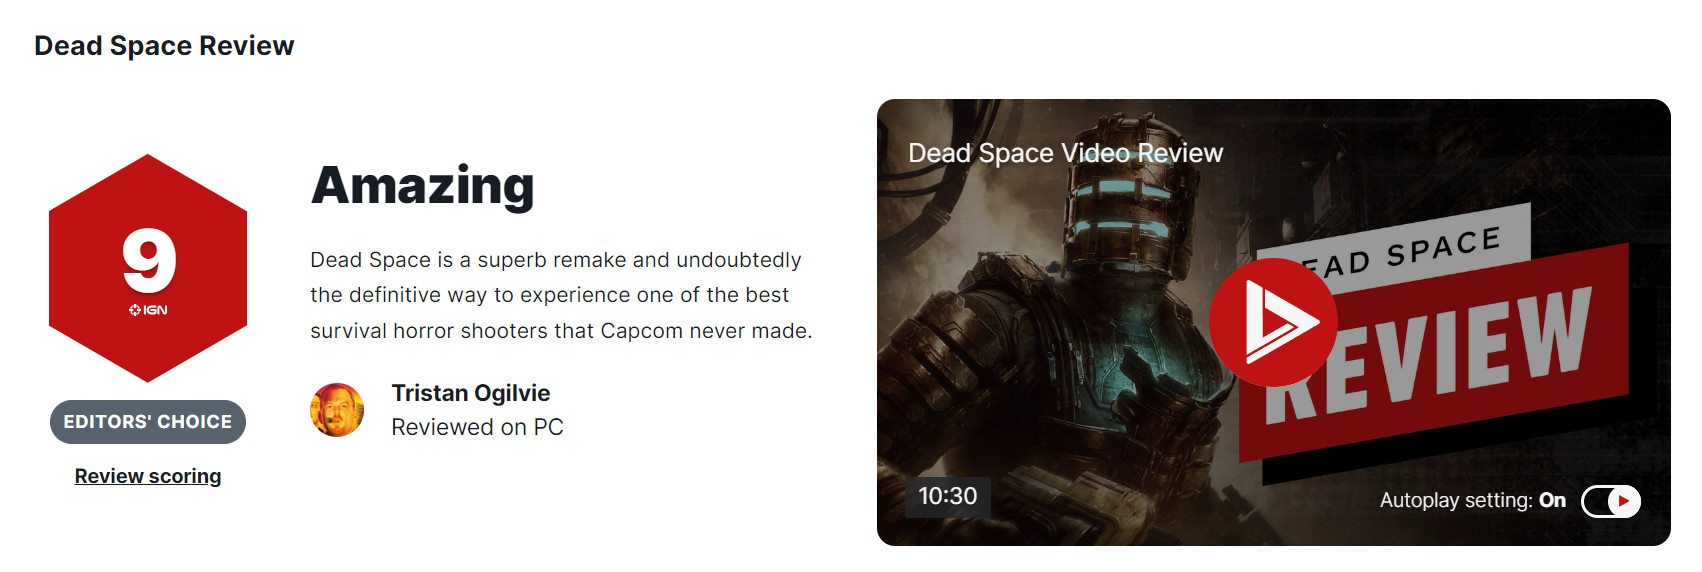 Dead Space Review
9
IGN
EDITORS' CHOICE
Review scoring
Amazing
Dead Space is a superb remake and undoubtedly
the definitive way to experience one of the best
survival horror shooters that Capcom never made.
Tristan Ogilvie
Reviewed on PC
Dead Space Video Review
EAD SPACE
REVIEW
10:30
Autoplay setting: On